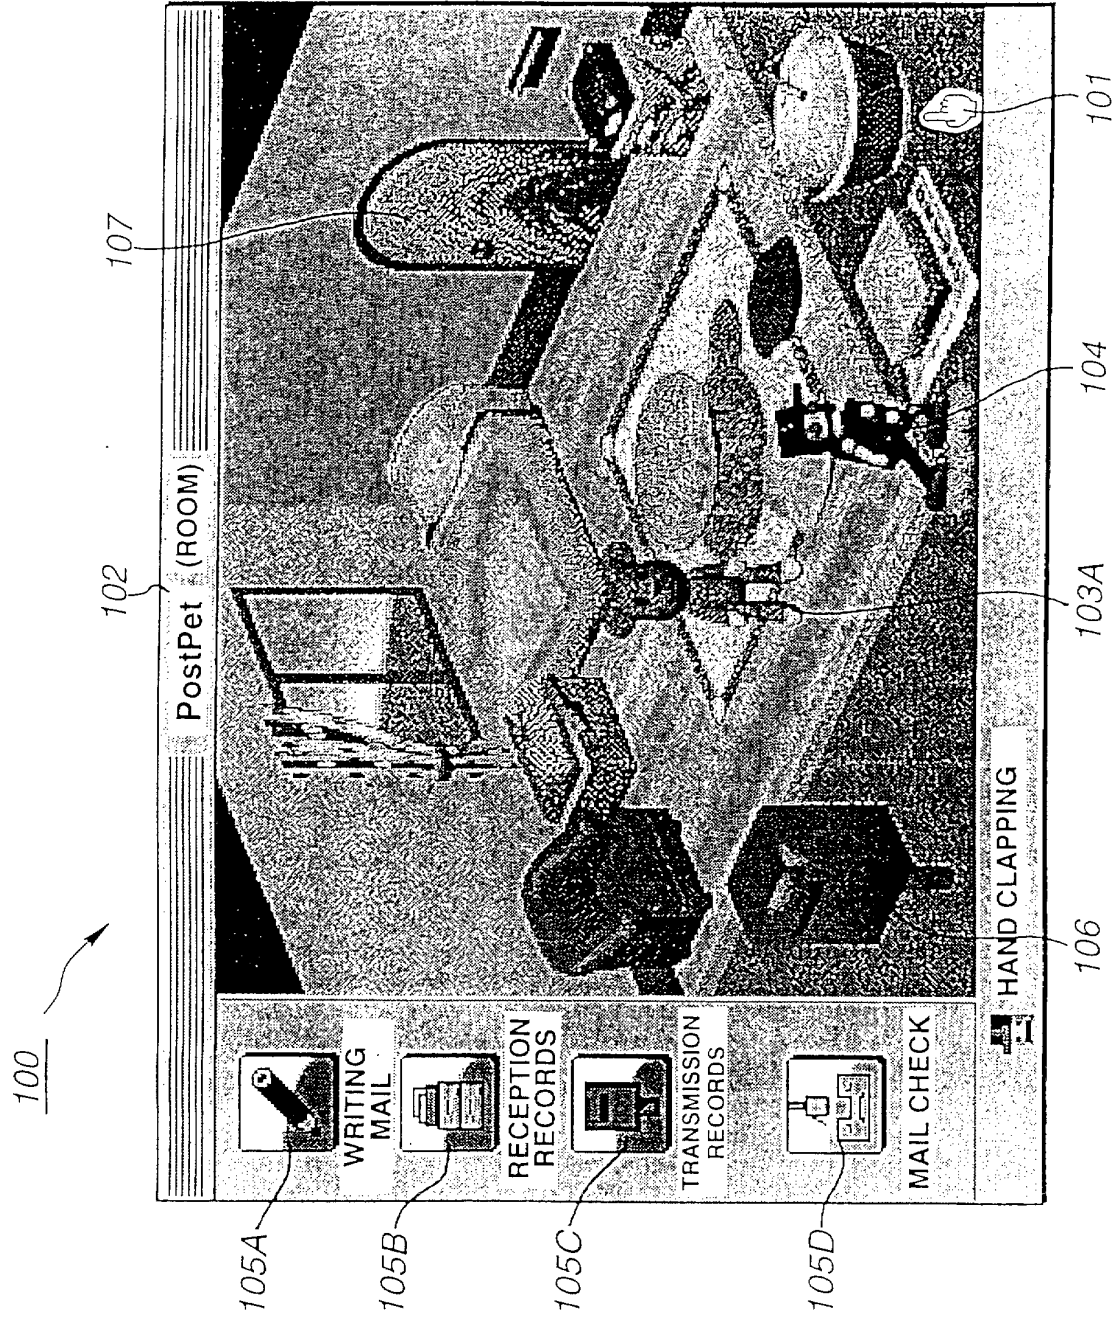 100
102
107
PostPet (ROOM)
105A
WRITING
MAIL
105B
RECEPTION
RECORDS
105C
TRANSMISSION
RECORDS
105D
MAIL CHECK
HAND CLAPPING
106
103A
104
101